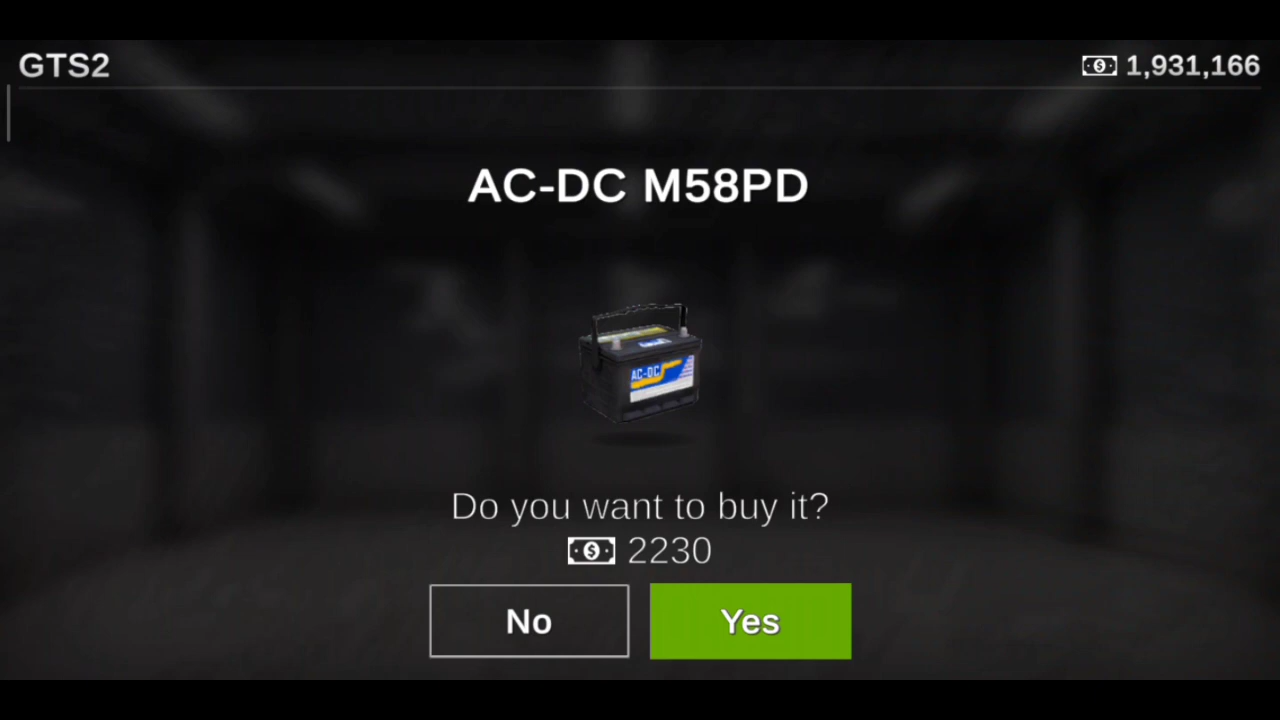 GTS2
1,931,166
AC-DC M58PD
AC-DC
Do you want to buy it?
2230
No
Yes